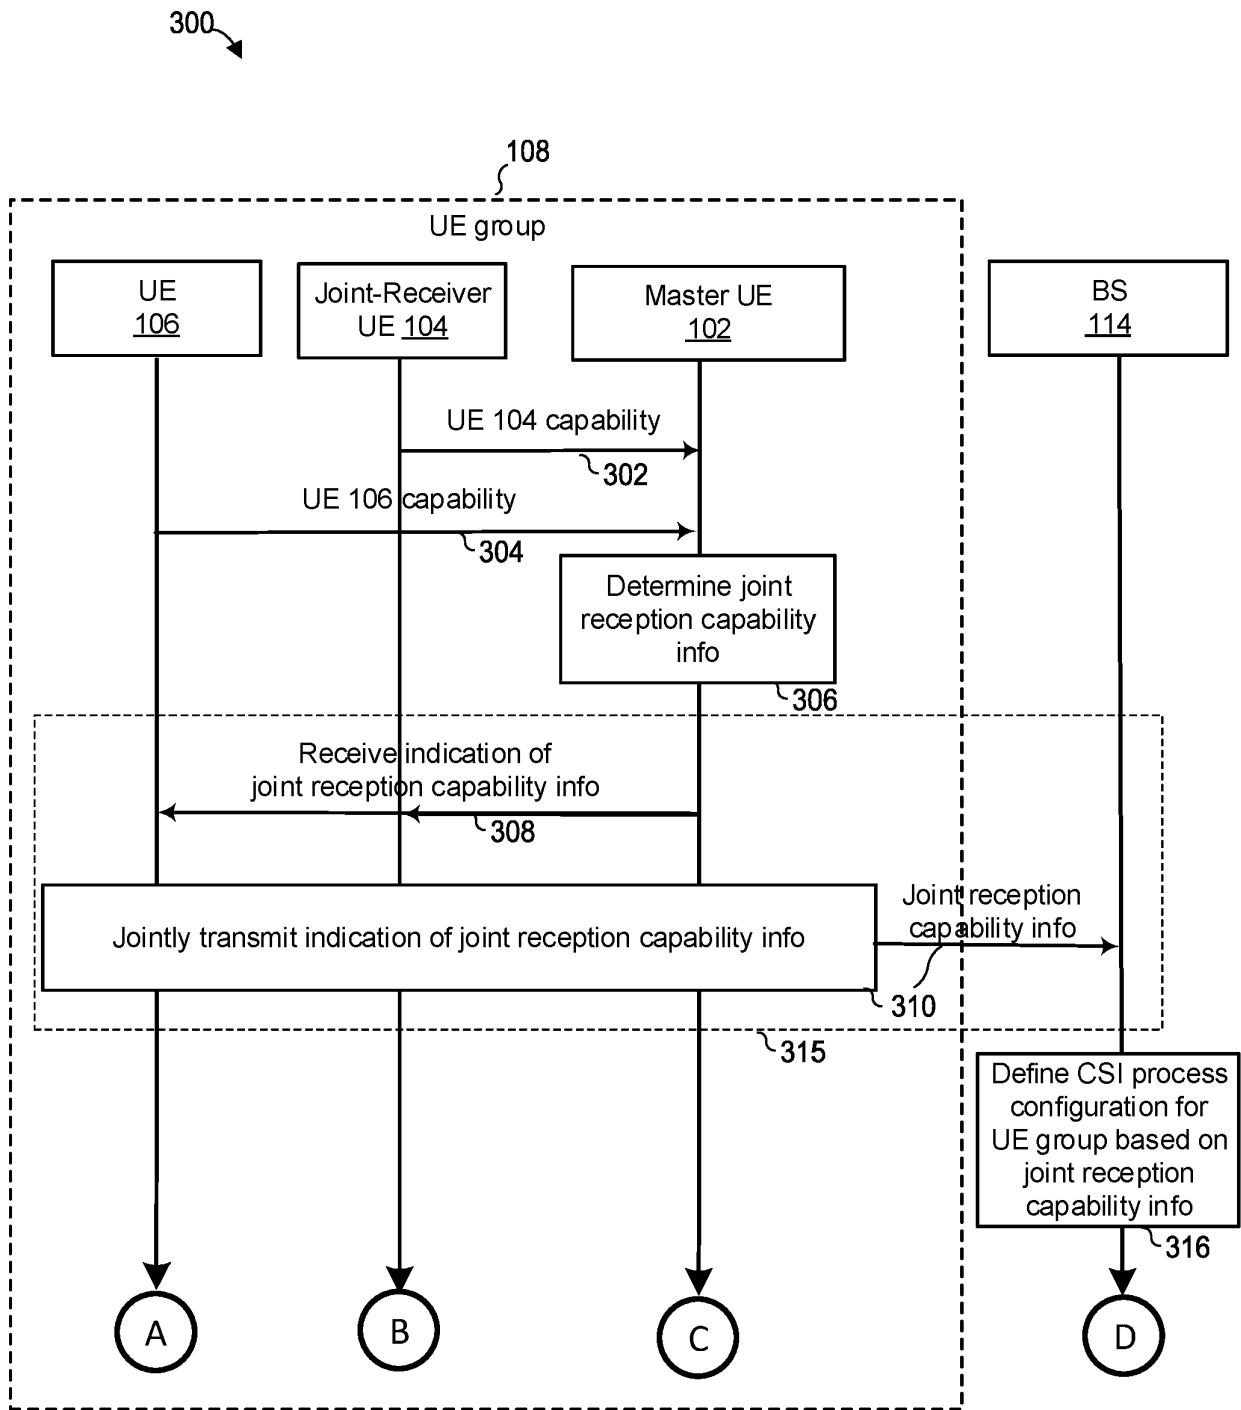 300
108
UE group
UE
106
Joint-Receiver
UE 104
Master UE
102
BS
114
UE 104 capability
302
UE 106 capability
304
Determine joint
reception capability
info
306
Receive indication of
joint reception capability info
308
Jointly transmit indication of joint reception capability info
310
Joint reception
capability info
315
Define CSI process
configuration for
UE group based on
joint reception
capability info
316
A
B
C
D